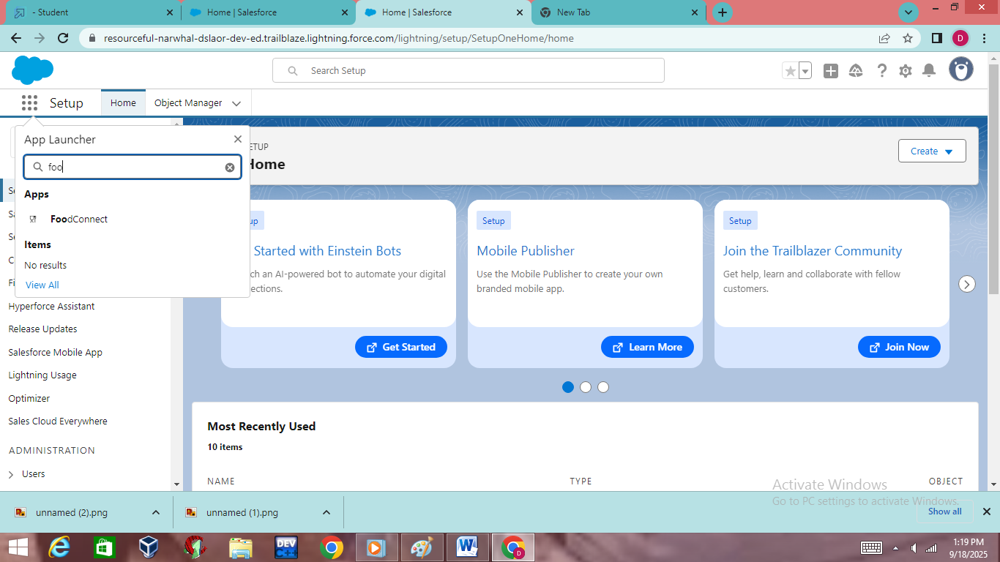 - Student
Home | Salesforce
Home | Salesforce
New Tab
resourceful-narwhal-dslaor-dev-ed.trailblaze.lightning.force.com/lightning/setup/SetupOneHome/home
D
Search Setup
Setup
Home
Object Manager
App Launcher
foo
Apps
FoodConnect
Items
No results
View All
Hyperforce Assistant
Release Updates
Salesforce Mobile App
Lightning Usage
Optimizer
Sales Cloud Everywhere
ADMINISTRATION
Users
ETUP
Home
Create
up
Started with Einstein Bots
ch an AI-powered bot to automate your digital
ections.
Get Started
Setup
Mobile Publisher
Use the Mobile Publisher to create your own
branded mobile app.
Learn More
Setup
Join the Trailblazer Community
Get help, learn and collaborate with fellow
customers.
Join Now
Most Recently Used
10 items
NAME
TYPE
OBJECT
Activate Windows
Go to PC settings to activate Windows.
unnamed (2).png
unnamed (1).png
Show all
DEV
C++
D
1:19 PM
9/18/2025